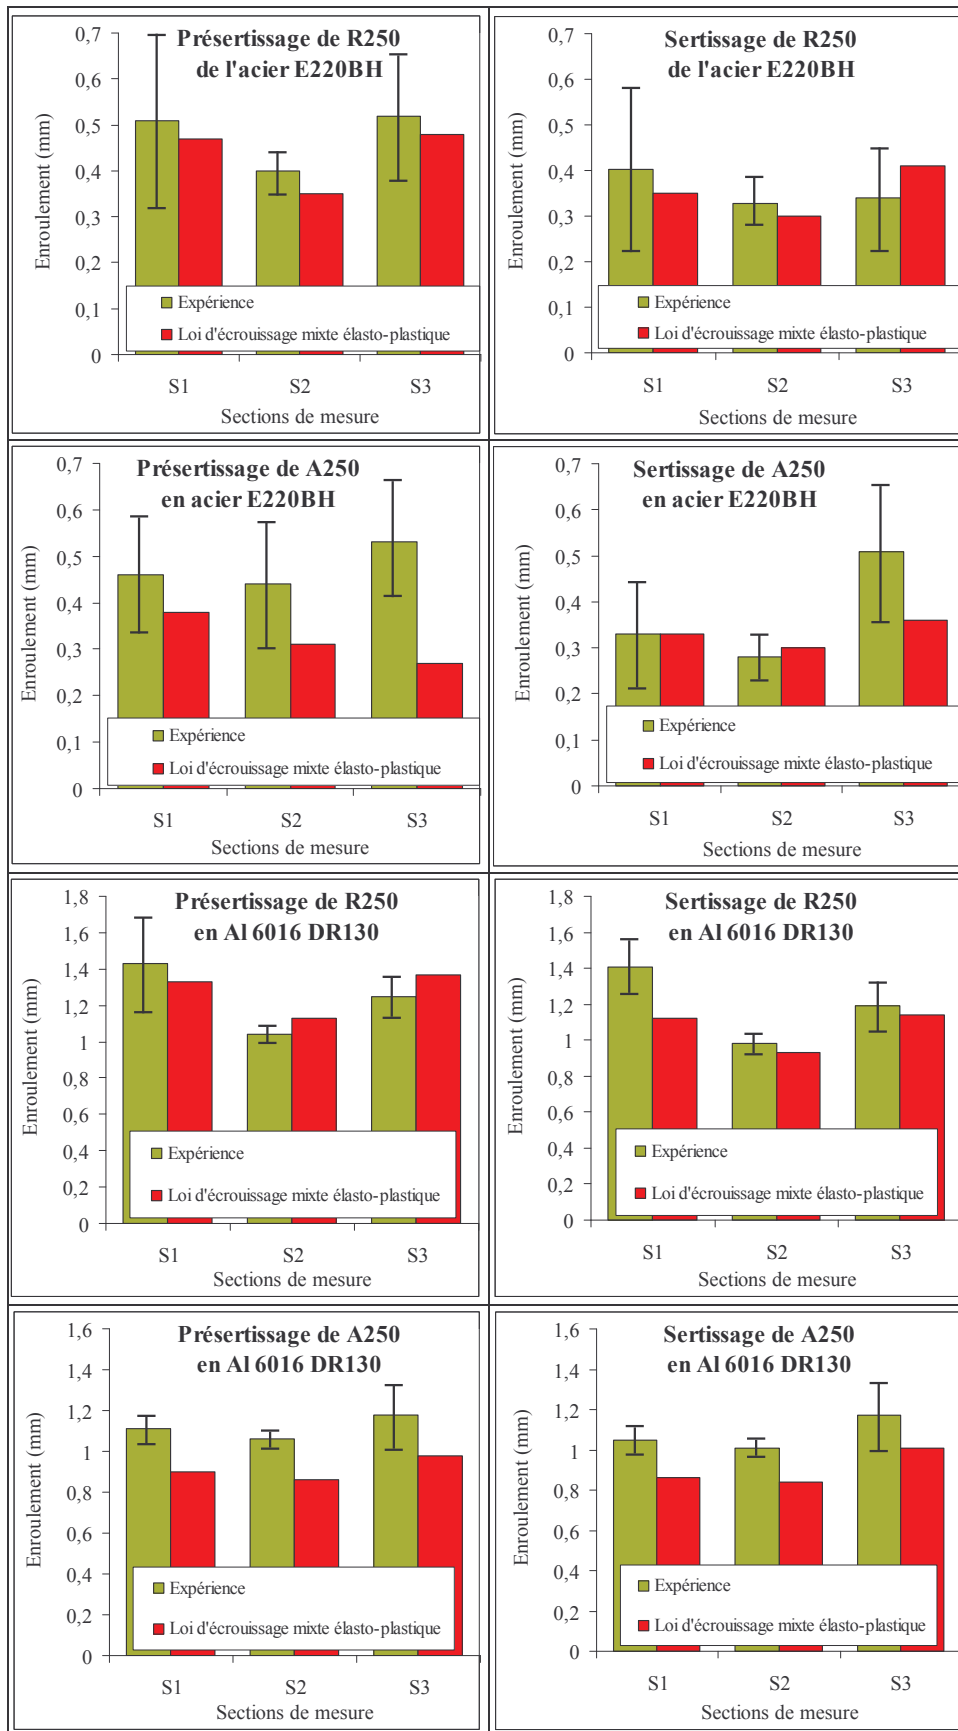 Présertissage de R250
de l'acier E220BH
Enroulement (mm)
0,7
0,6
0,5
0,4
0,3
0,2
0,1
0
Expérience
Loi d'écrouissage mixte élasto-plastique
S1 S2 S3
Sections de mesure
Sertissage de R250
de l'acier E220BH
Enroulement (mm)
0,7
0,6
0,5
0,4
0,3
0,2
0,1
0
Expérience
Loi d'écrouissage mixte élasto-plastique
S1 S2 S3
Sections de mesure
Présertissage de A250
en acier E220BH
Enroulement (mm)
0,7
0,6
0,5
0,4
0,3
0,2
0,1
0
Expérience
Loi d'écrouissage mixte élasto-plastique
S1 S2 S3
Sections de mesure
Sertissage de A250
en acier E220BH
Enroulement (mm)
0,7
0,6
0,5
0,4
0,3
0,2
0,1
0
Expérience
Loi d'écrouissage mixte élasto-plastique
S1 S2 S3
Sections de mesure
Présertissage de R250
en Al 6016 DR130
Enroulement (mm)
1,8
1,6
1,4
1,2
1
0,8
0,6
0,4
0,2
0
Expérience
Loi d'écrouissage mixte élasto-plastique
S1 S2 S3
Sections de mesure
Sertissage de R250
en Al 6016 DR130
Enroulement (mm)
1,8
1,6
1,4
1,2
1
0,8
0,6
0,4
0,2
0
Expérience
Loi d'écrouissage mixte élasto-plastique
S1 S2 S3
Sections de mesure
Présertissage de A250
en Al 6016 DR130
Enroulement (mm)
1,6
1,4
1,2
1
0,8
0,6
0,4
0,2
0
Expérience
Loi d'écrouissage mixte élasto-plastique
S1 S2 S3
Sections de mesure
Sertissage de A250
en Al 6016 DR130
Enroulement (mm)
1,6
1,4
1,2
1
0,8
0,6
0,4
0,2
0
Expérience
Loi d'écrouissage mixte élasto-plastique
S1 S2 S3
Sections de mesure